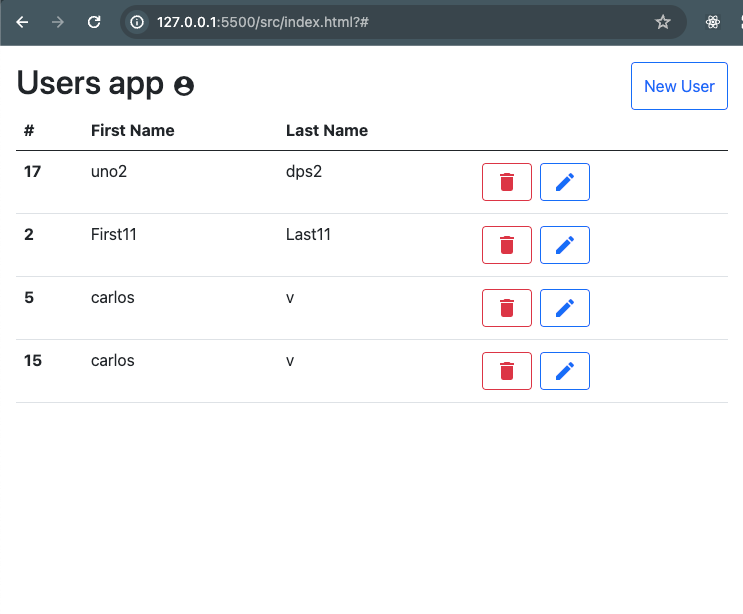 127.0.0.1:5500/src/index.html?#
Users app
New User
# First Name Last Name
17 uno2 dps2
2 First11 Last11
5 carlos v
15 carlos v